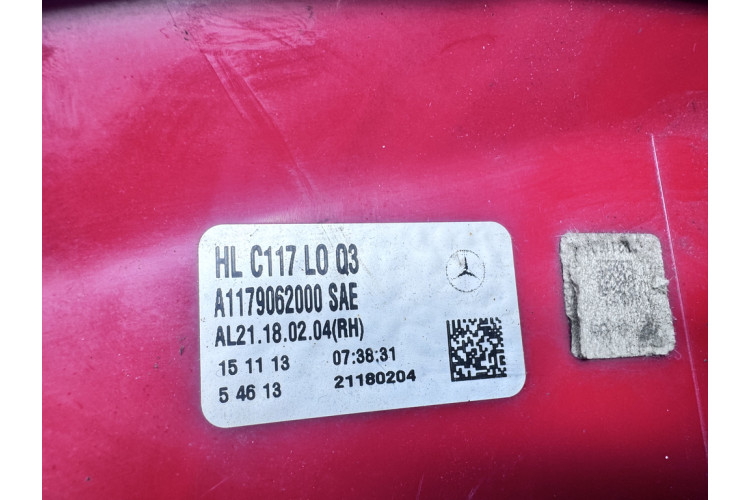 HL C117 LO Q3
A1179062000 SAE
AL21.18.02.04(RH)
15 11 13 07:38:31
5 46 13 21180204